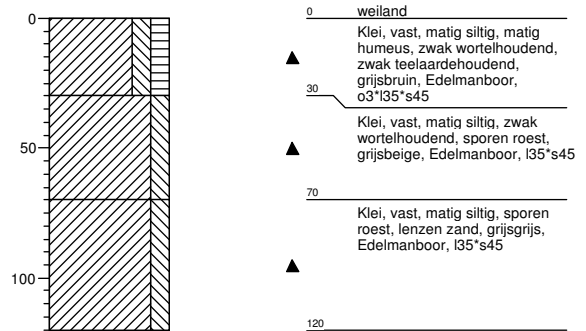 0
50
100
0
weiland
Klei, vast, matig siltig, matig
humeus, zwak wortelhoudend,
zwak teelaardehoudend,
grijsbruin, Edelmanboor,
o3*l35*s45
30
Klei, vast, matig siltig, zwak
wortelhoudend, sporen roest,
grijsbeige, Edelmanboor, l35*s45
70
Klei, vast, matig siltig, sporen
roest, lenzen zand, grijsgrijs,
Edelmanboor, l35*s45
120